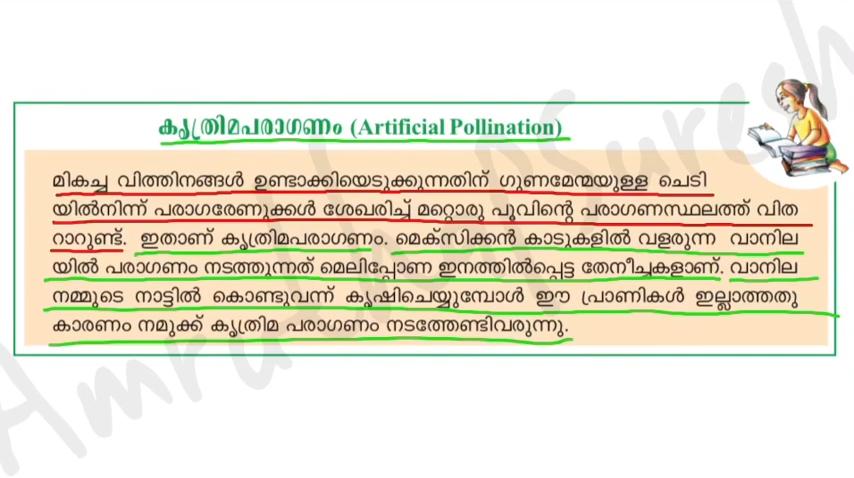 കൃത്രിമപരാഗണം (Artificial Pollination)
മികച്ച വിത്തിനങ്ങൾ ഉണ്ടാക്കിയെടുക്കുന്നതിന് ഗുണമേന്മയുള്ള ചെടി
യിൽനിന്ന് പരാഗരേണുക്കൾ ശേഖരിച്ച് മറ്റൊരു പൂവിന്റെ പരാഗണസ്ഥലത്ത് വിത
റാറുണ്ട്. ഇതാണ് കൃത്രിമപരാഗണം. മെക്സിക്കൻ കാടുകളിൽ വളരുന്ന വാനില
യിൽ പരാഗണം നടത്തുന്നത് മെലിപ്പോണ ഇനത്തിൽപ്പെട്ട തേനീച്ചകളാണ്. വാനില
നമ്മുടെ നാട്ടിൽ കൊണ്ടുവന്ന് കൃഷിചെയ്യുമ്പോൾ ഈ പ്രാണികൾ ഇല്ലാത്തതു
കാരണം നമുക്ക് കൃത്രിമ പരാഗണം നടത്തേണ്ടിവരുന്നു.